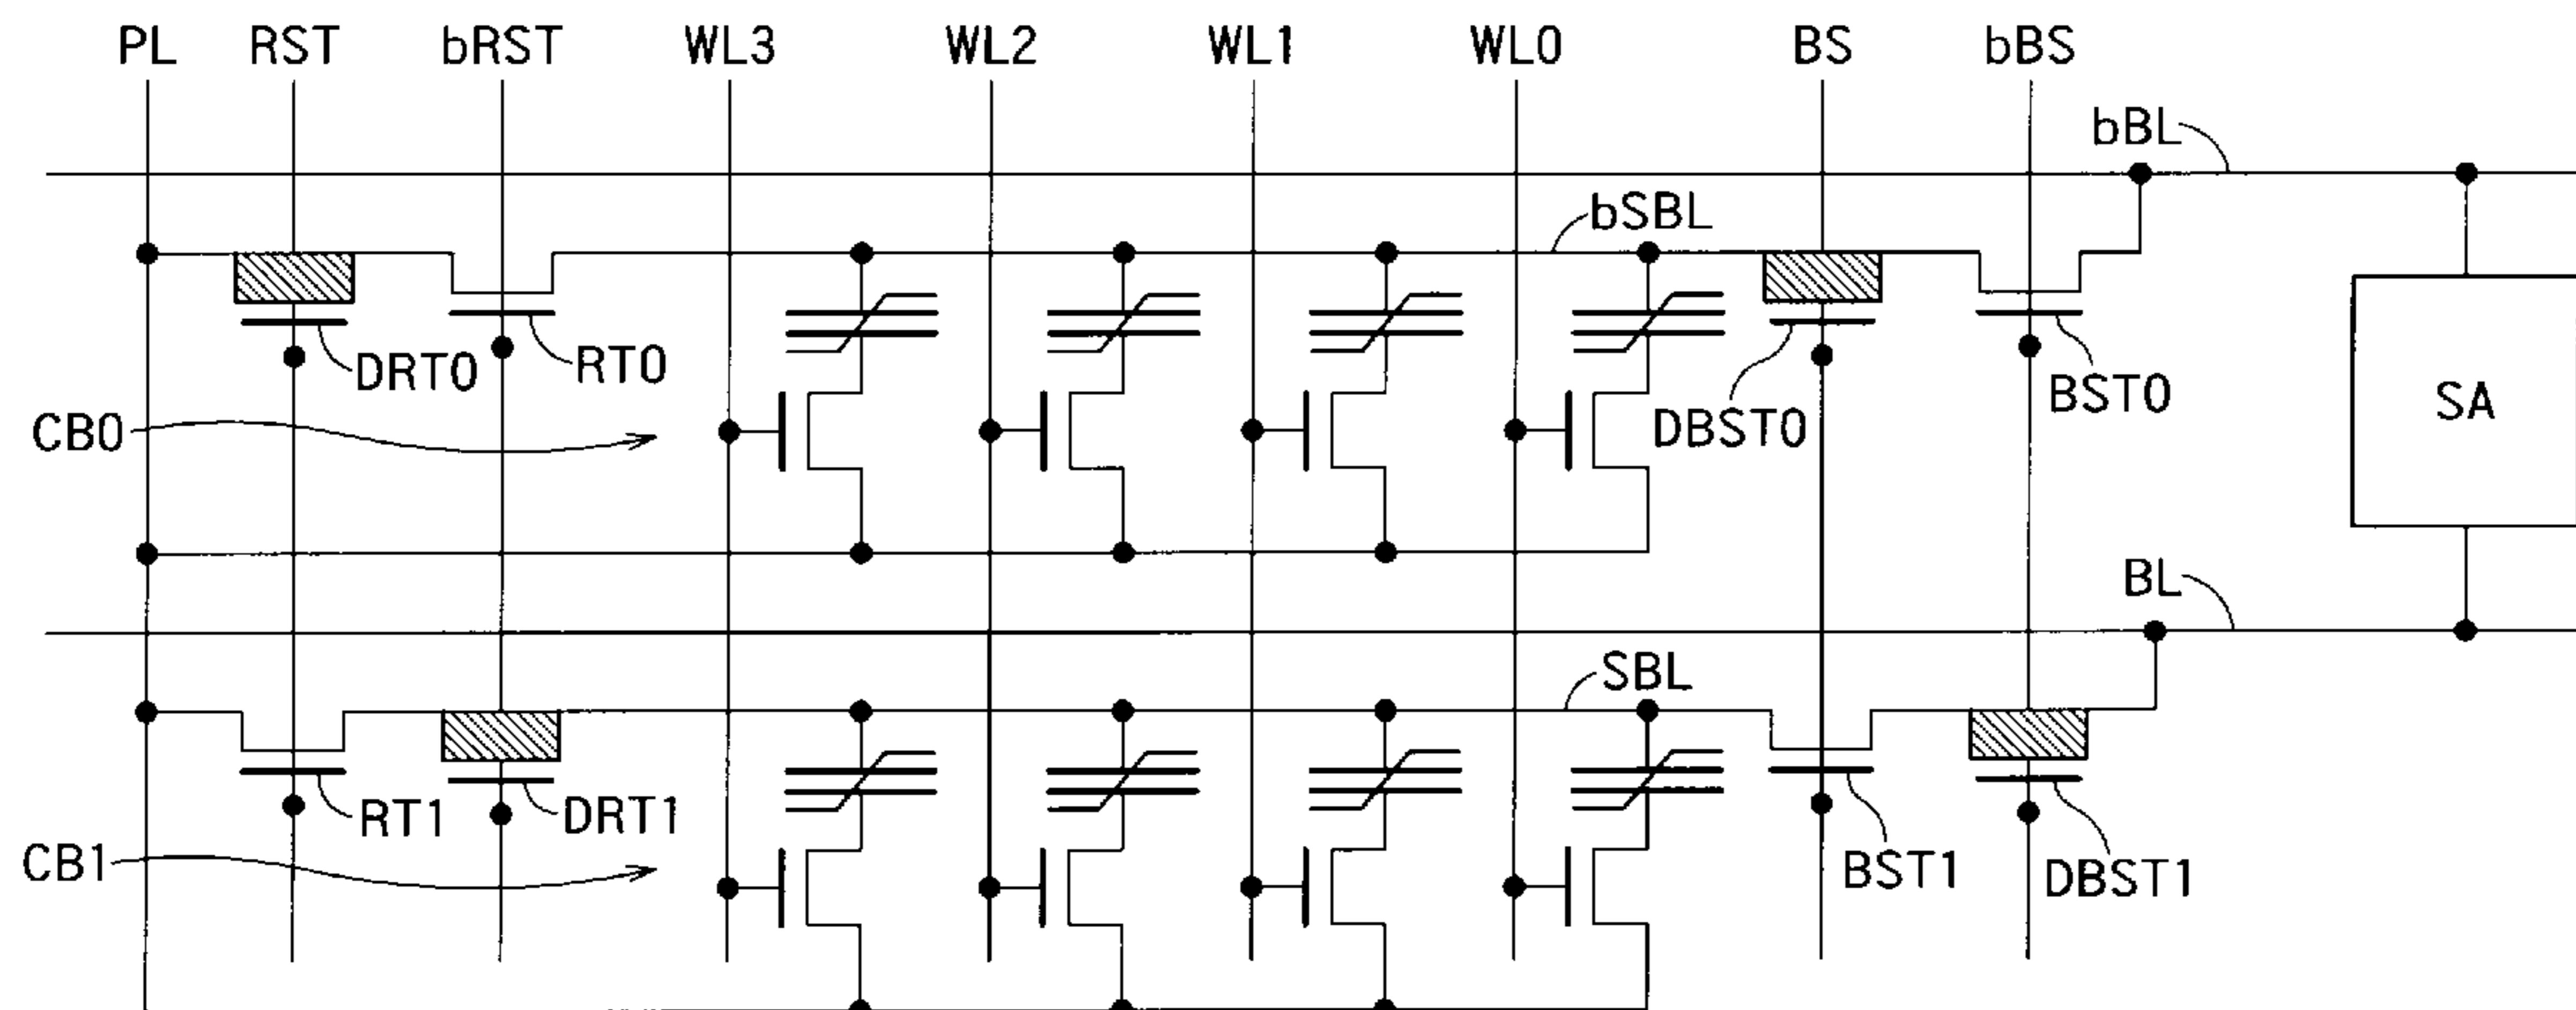 PL RST bRST WL3 WL2 WL1 WL0 BS bBS
bBL
bSBL
DRT0 RT0 DBST0 BST0 SA
CB0
BL
SBL
RT1 DRT1 BST1 DBST1
CB1